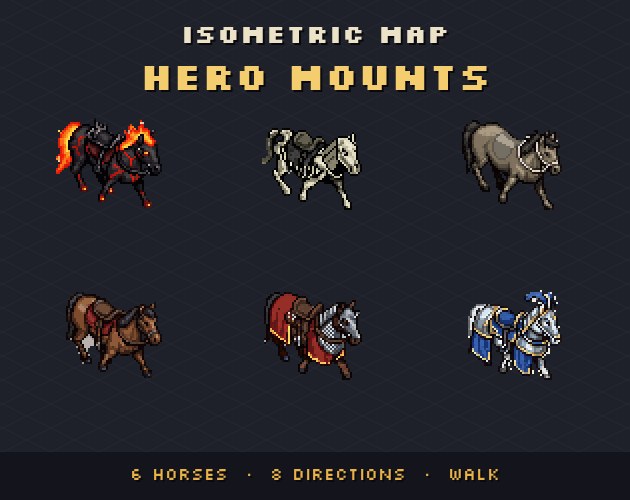 ISOMETRIC MAP
HERO MOUNTS
6 HORSES · 8 DIRECTIONS · WALK